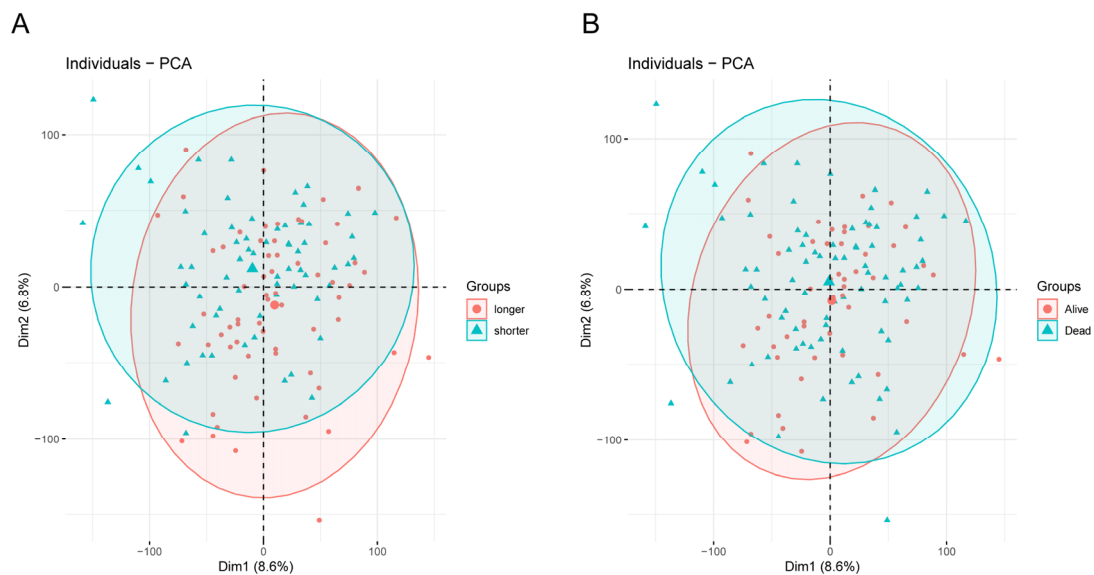 A
Individuals − PCA
100
0
−100
Dim2 (6.3%)
−100
0
100
Dim1 (8.6%)
Groups
longer
shorter
B
Individuals − PCA
100
0
−100
Dim2 (6.3%)
−100
0
100
Dim1 (8.6%)
Groups
Alive
Dead